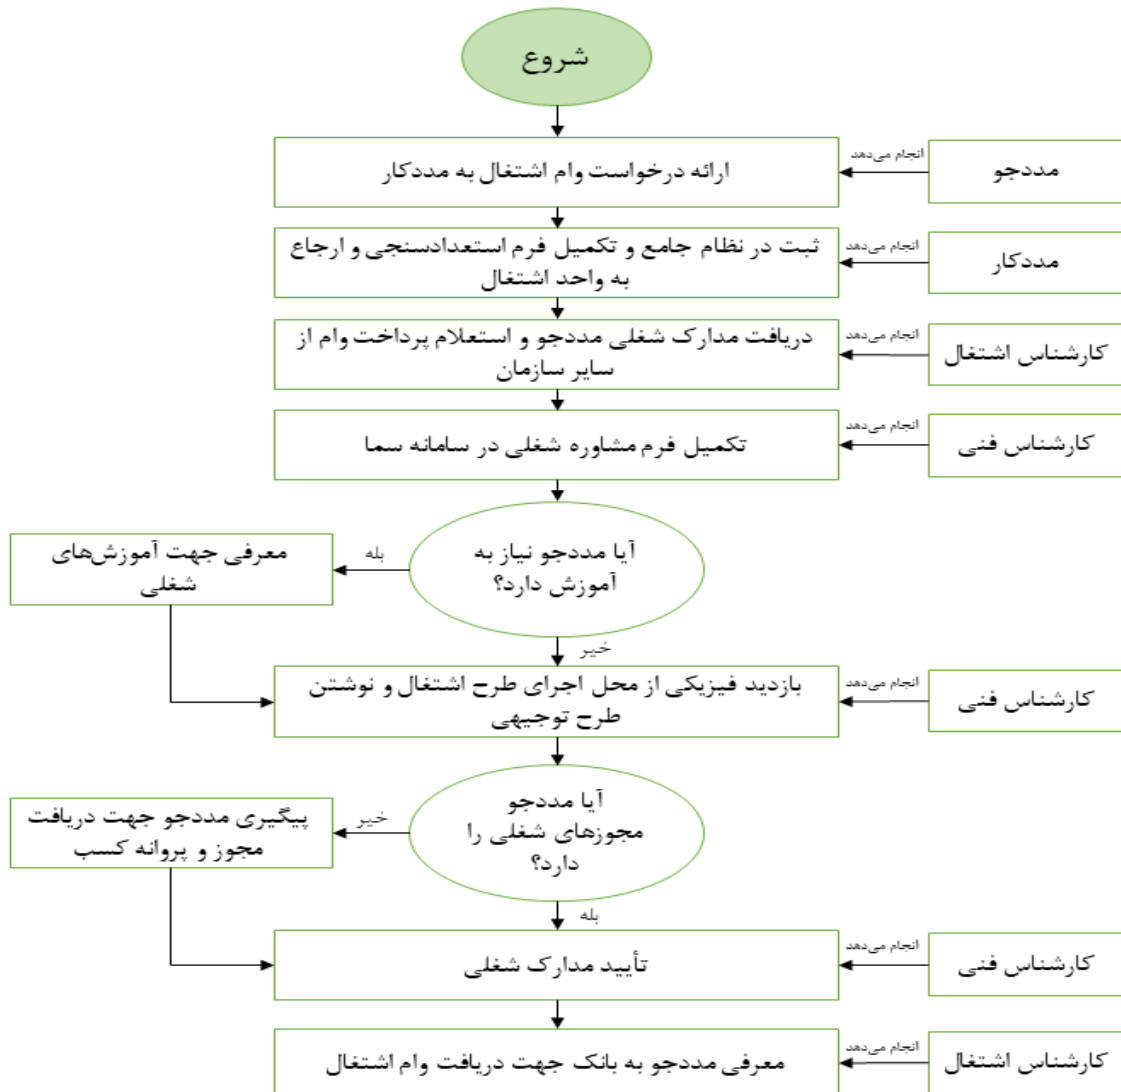 شروع
ارائه درخواست وام اشتغال به مددکار
انجام می‌دهد
مددجو
ثبت در نظام جامع و تکمیل فرم استعدادسنجی و ارجاع
به واحد اشتغال
انجام می‌دهد
مددکار
دریافت مدارک شغلی مددجو و استعلام پرداخت وام از
سایر سازمان
انجام می‌دهد
کارشناس اشتغال
تکمیل فرم مشاوره شغلی در سامانه سما
انجام می‌دهد
کارشناس فنی
آیا مددجو نیاز به
آموزش دارد؟
بله
معرفی جهت آموزش‌های
شغلی
خیر
بازدید فیزیکی از محل اجرای طرح اشتغال و نوشتن
طرح توجیهی
انجام می‌دهد
کارشناس فنی
آیا مددجو
مجوزهای شغلی را
دارد؟
خیر
پیگیری مددجو جهت دریافت
مجوز و پروانه کسب
بله
تأیید مدارک شغلی
انجام می‌دهد
کارشناس فنی
معرفی مددجو به بانک جهت دریافت وام اشتغال
انجام می‌دهد
کارشناس اشتغال